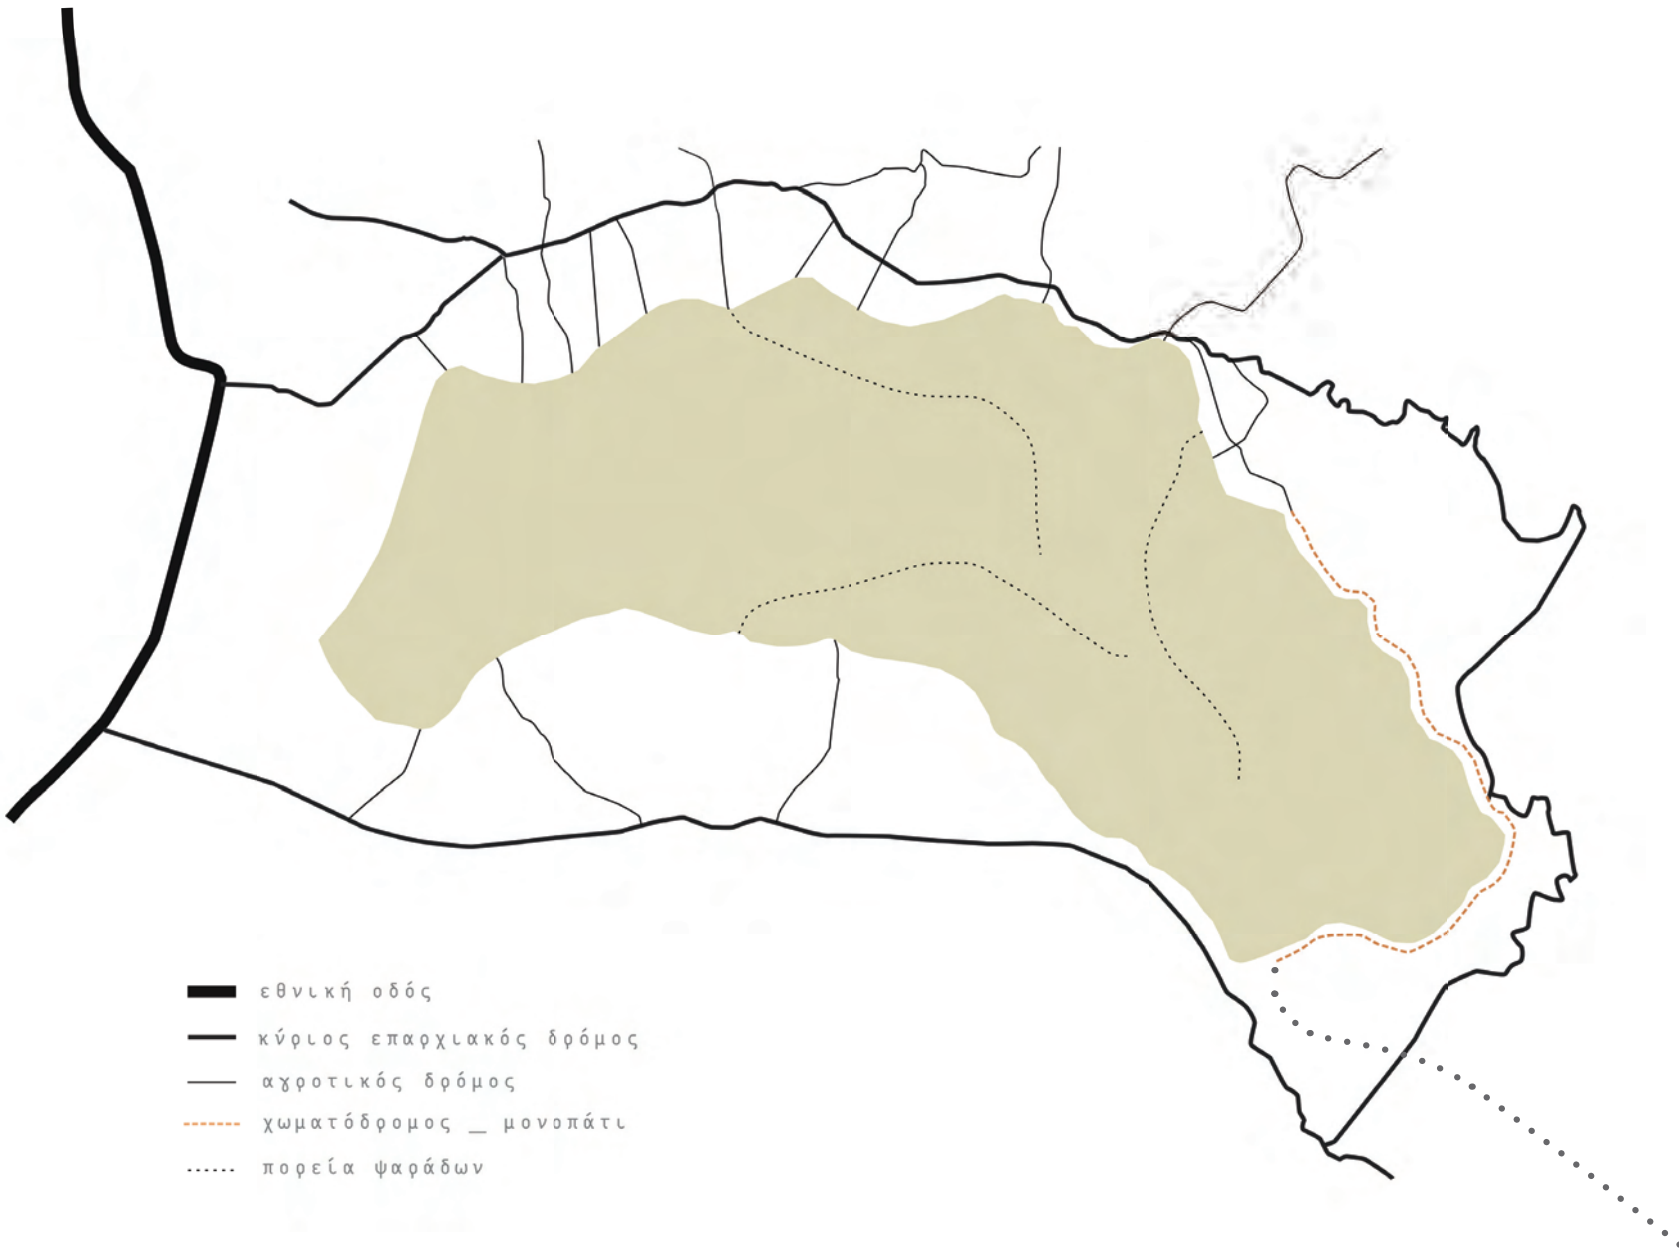 εθνική οδός
κύριος επαρχιακός δρόμος
αγροτικός δρόμος
χωματόδρομος _ μονοπάτι
πορεία ψαράδων